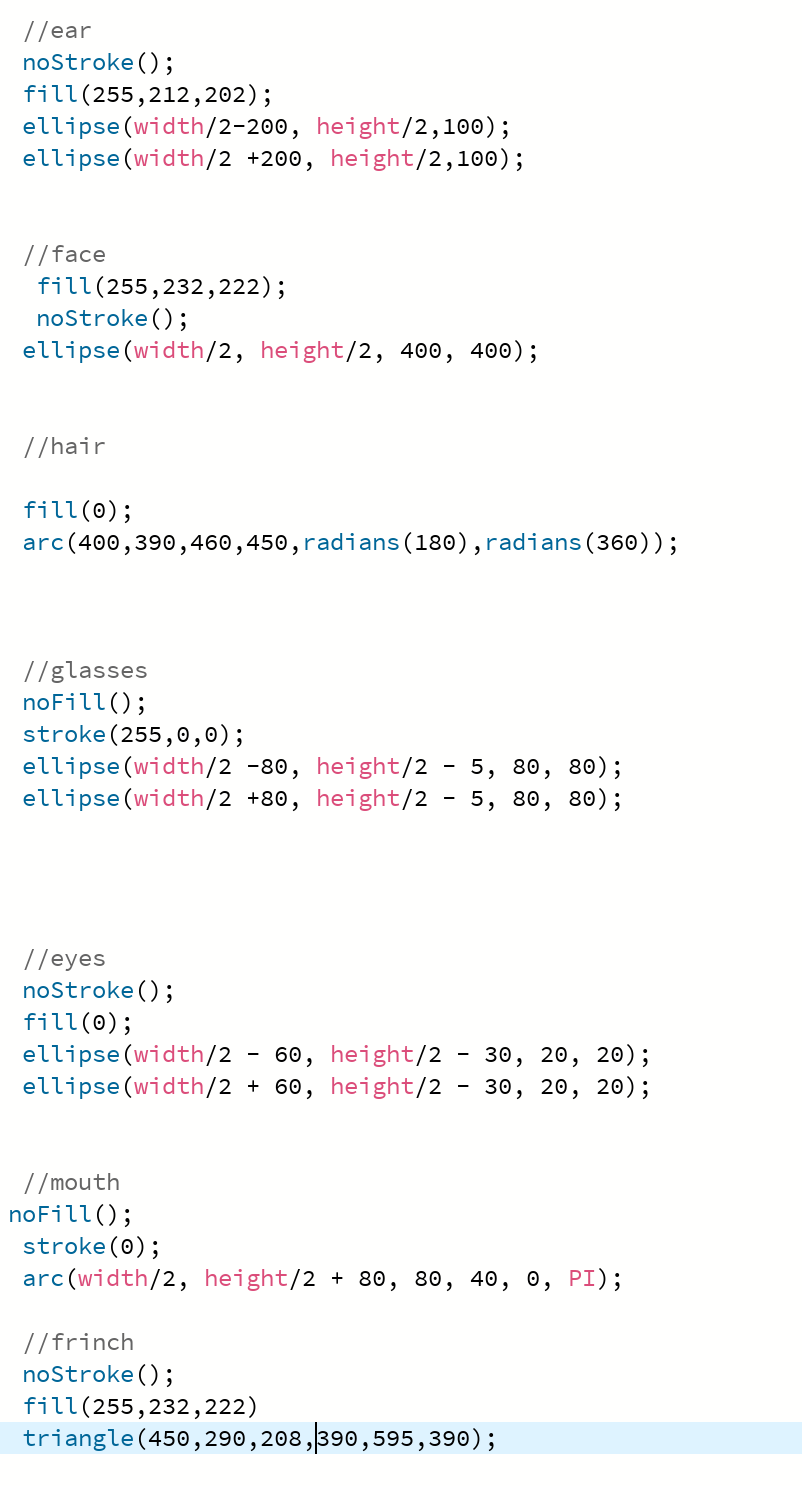 //ear
noStroke();
fill(255,212,202);
ellipse(width/2-200, height/2,100);
ellipse(width/2 +200, height/2,100);
//face
fill(255,232,222);
noStroke();
ellipse(width/2, height/2, 400, 400);
//hair
fill(0);
arc(400,390,460,450,radians(180),radians(360));
//glasses
noFill();
stroke(255,0,0);
ellipse(width/2 -80, height/2 - 5, 80, 80);
ellipse(width/2 +80, height/2 - 5, 80, 80);
//eyes
noStroke();
fill(0);
ellipse(width/2 - 60, height/2 - 30, 20, 20);
ellipse(width/2 + 60, height/2 - 30, 20, 20);
//mouth
noFill();
stroke(0);
arc(width/2, height/2 + 80, 80, 40, 0, PI);
//frinch
noStroke();
fill(255,232,222)
triangle(450,290,208,390,595,390);